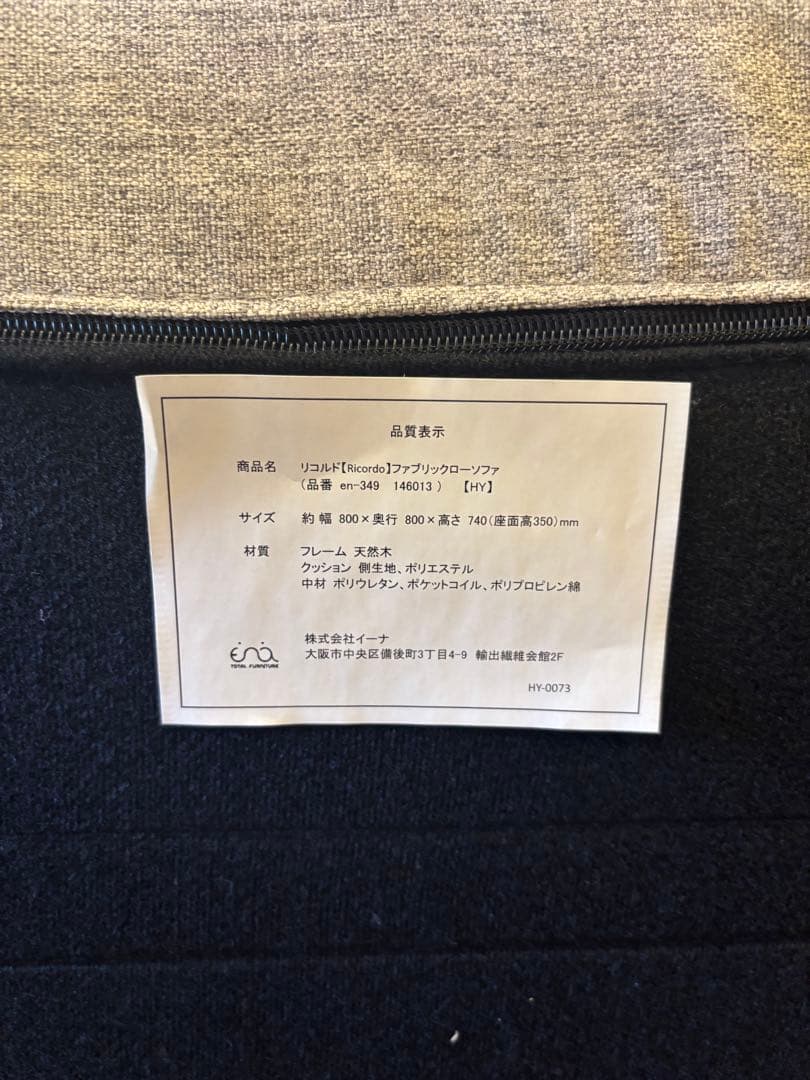 品質表示
商品名 リコルド【Ricordo】ファブリックローソファ
（品番 en-349 146013 ） 【HY】
サイズ 約 幅 800×奥行 800×高さ 740(座面高350)mm
材質 フレーム 天然木
クッション 側生地、ポリエステル
中材 ポリウレタン、ポケットコイル、ポリプロピレン綿
ena
TOTAL FURNITURE
株式会社イーナ
大阪市中央区備後町3丁目4-9 輸出繊維会館2F
HY-0073